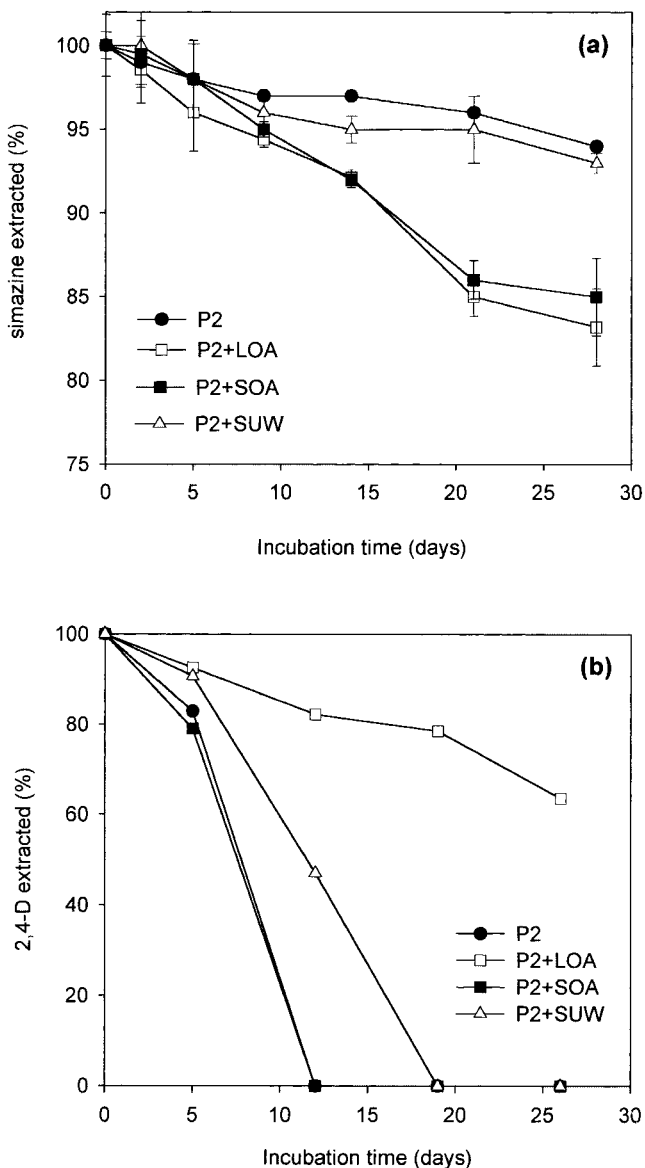 (a)
simazine extracted (%)
100
95
90
85
80
75
P2
P2+LOA
P2+SOA
P2+SUW
0 5 10 15 20 25 30
Incubation time (days)
(b)
2,4-D extracted (%)
100
80
60
40
80
0
P2
P2+LOA
P2+SOA
P2+SUW
0 5 10 15 20 25 30
Incubation time (days)